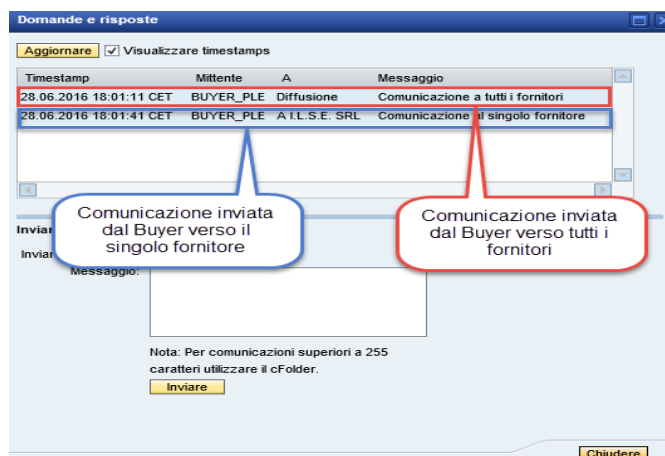 Domande e risposte
Aggiornare Visualizzare timestamps
Timestamp Mittente A Messaggio
28.06.2016 18:01:11 CET BUYER_PLE Diffusione Comunicazione a tutti i fornitori
28.06.2016 18:01:41 CET BUYER_PLE A I.L.S.E. SRL Comunicazione al singolo fornitore
Comunicazione inviata
dal Buyer verso il
singolo fornitore
Comunicazione inviata
dal Buyer verso tutti i
fornitori
Messaggio:
Nota: Per comunicazioni superiori a 255
caratteri utilizzare il cFolder.
Inviare
Chiudere